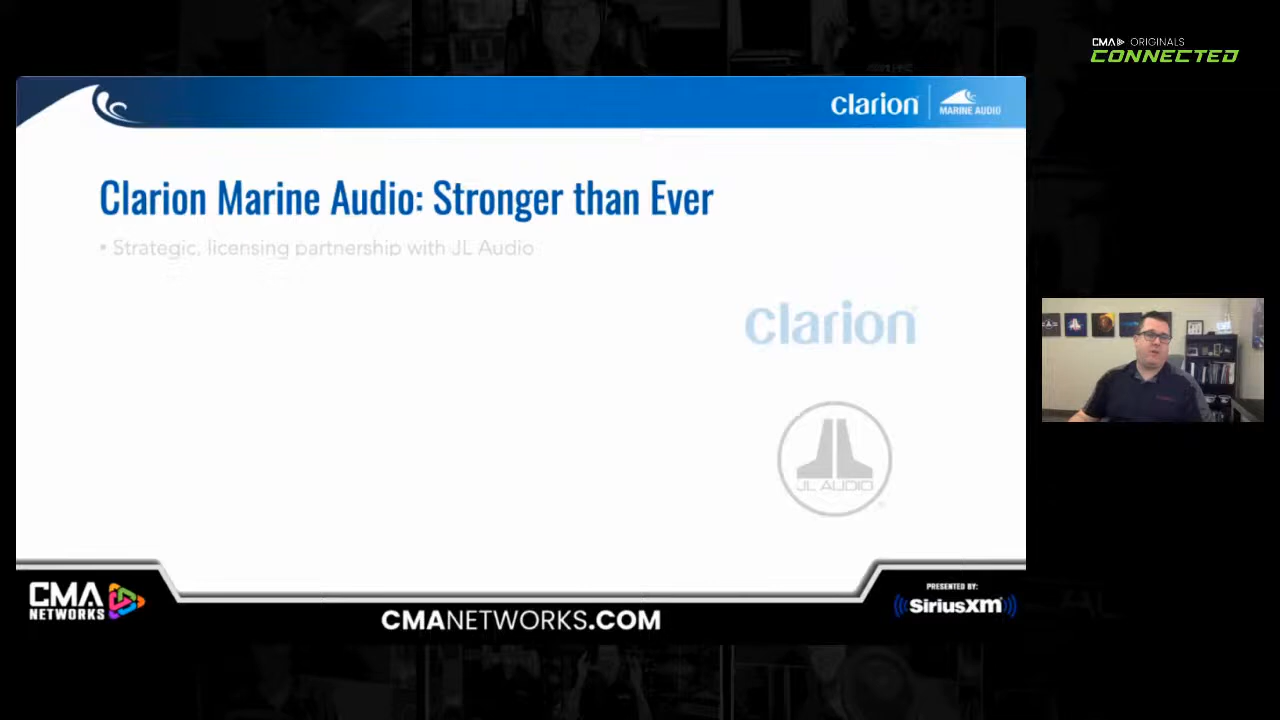 CMA ORIGINALS
CONNECTED
clarion
MARINE AUDIO
Clarion Marine Audio: Stronger than Ever
• Strategic, licensing partnership with JL Audio
clarion
JL AUDIO
CMA
NETWORKS
CMANETWORKS.COM
PRESENTED BY:
SiriusXM